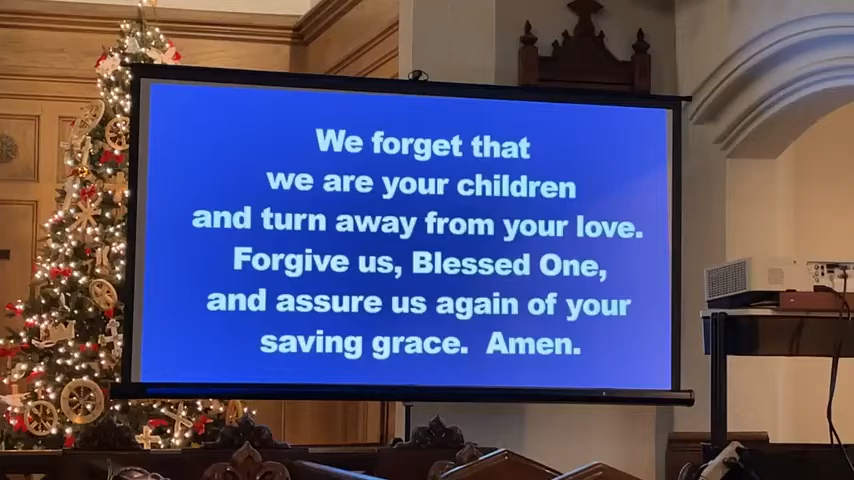 We forget that
we are your children
and turn away from your love.
Forgive us, Blessed One,
and assure us again of your
saving grace.  Amen.